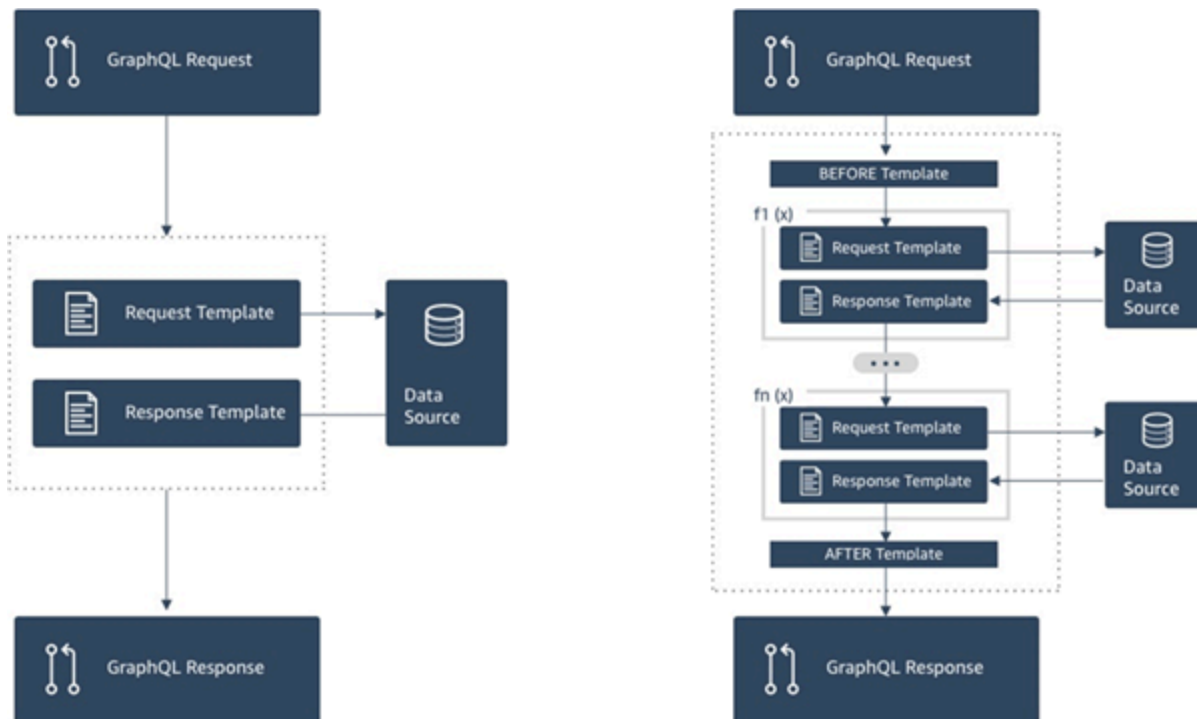 GraphQL Request
Request Template
Response Template
Data
Source
GraphQL Response
GraphQL Request
BEFORE Template
f1 (x)
Request Template
Response Template
Data
Source
fn (x)
Request Template
Response Template
Data
Source
AFTER Template
GraphQL Response